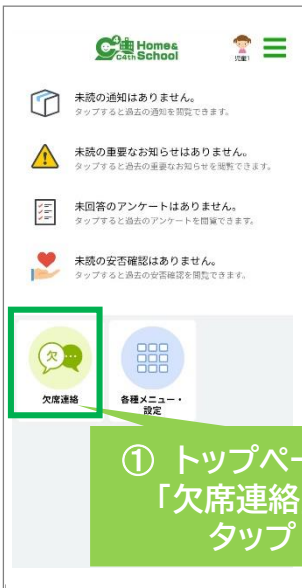 C4th Home&School
児童1
未読の通知はありません。
タップすると過去の通知を閲覧できます。
未読の重要なお知らせはありません。
タップすると過去の重要なお知らせを閲覧できます。
未回答のアンケートはありません。
タップすると過去のアンケートを閲覧できます。
未読の安否確認はありません。
タップすると過去の安否確認を閲覧できます。
欠
欠席連絡
各種メニュー・
設定
① トップペー
「欠席連絡
タップ